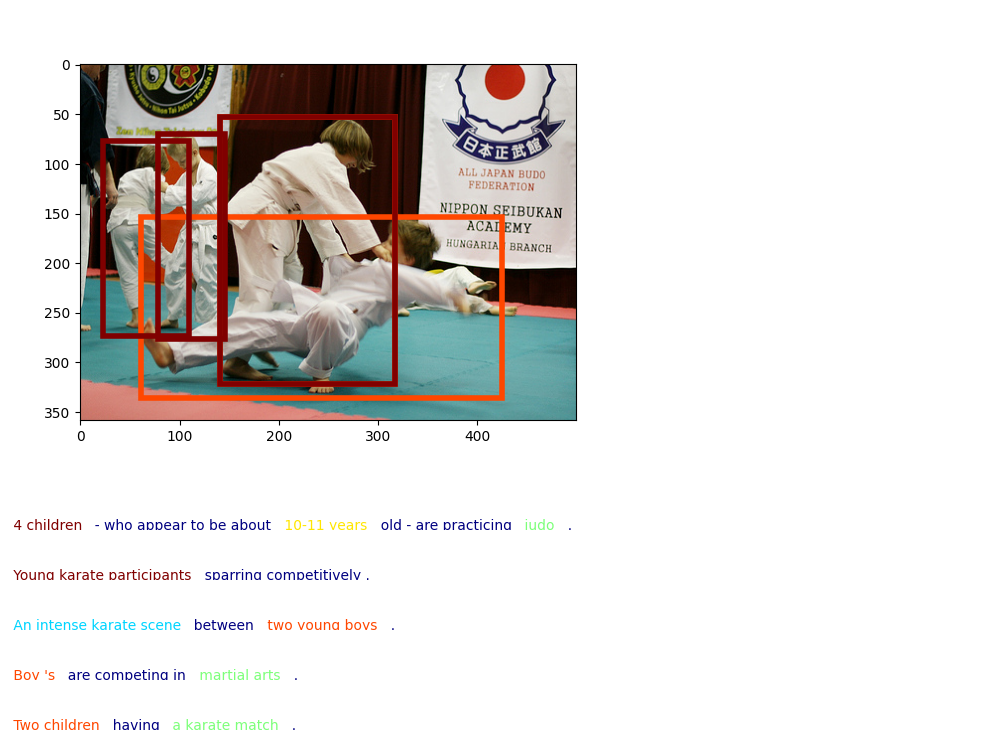 0
50
100
150
200
250
300
350
0 100 200 300 400
Kobudo
日本正武館
ALL JAPAN BUDO
FEDERATION
NIPPON SEIBUKAN
ACADEMY
HUNGARIAN BRANCH
4 children - who appear to be about 10-11 years old - are practicing judo .
Young karate participants sparring competitively .
An intense karate scene between two young boys .
Boy 's are competing in martial arts .
Two children having a karate match .